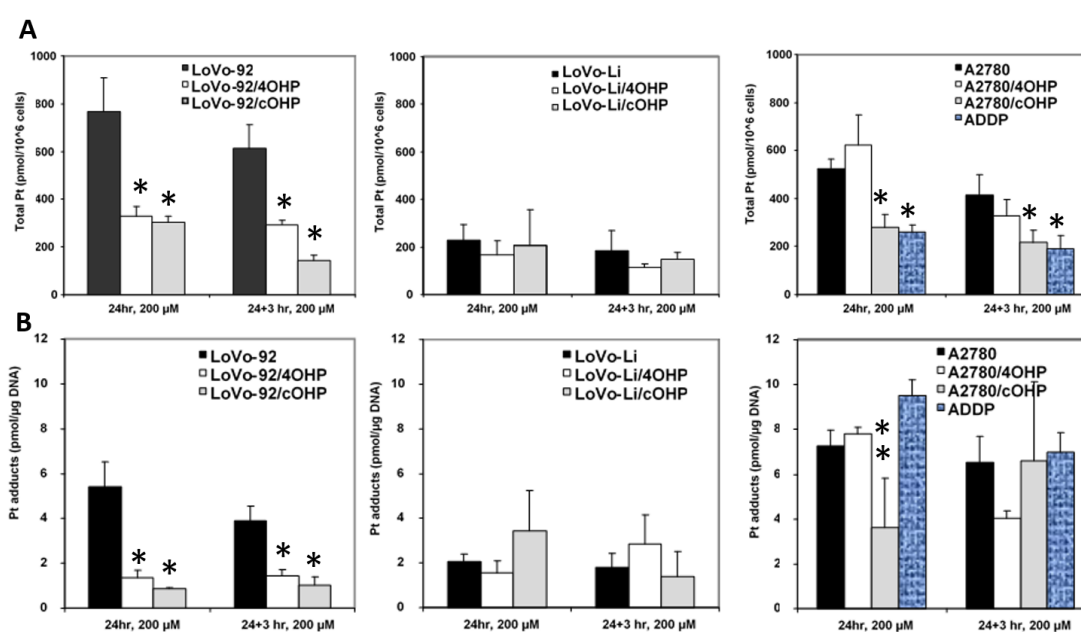 A
Total Pt (pmol/10^6 cells)
1000
800
600
400
200
0
LoVo-92
LoVo-92/4OHP
LoVo-92/cOHP
*
*
*
*
24hr, 200 µM
24+3 hr, 200 µM
Total Pt (pmol/10^6 cells)
1000
800
600
400
200
0
LoVo-Li
LoVo-Li/4OHP
LoVo-Li/cOHP
24hr, 200 µM
24+3 hr, 200 µM
Total Pt (pmol/10^6 cells)
1000
800
600
400
200
0
A2780
A2780/4OHP
A2780/cOHP
ADDP
*
*
*
*
24hr, 200 µM
24+3 hr, 200 µM
B
Pt adducts (pmol/µg DNA)
12
10
8
6
4
2
0
LoVo-92
LoVo-92/4OHP
LoVo-92/cOHP
*
*
*
*
24hr, 200 µM
24+3 hr, 200 µM
Pt adducts (pmol/µg DNA)
12
10
8
6
4
2
0
LoVo-Li
LoVo-Li/4OHP
LoVo-Li/cOHP
24hr, 200 µM
24+3 hr, 200 µM
Pt adducts (pmol/µg DNA)
12
10
8
6
4
2
0
A2780
A2780/4OHP
A2780/cOHP
ADDP
*
*
24hr, 200 µM
24+3 hr, 200 µM